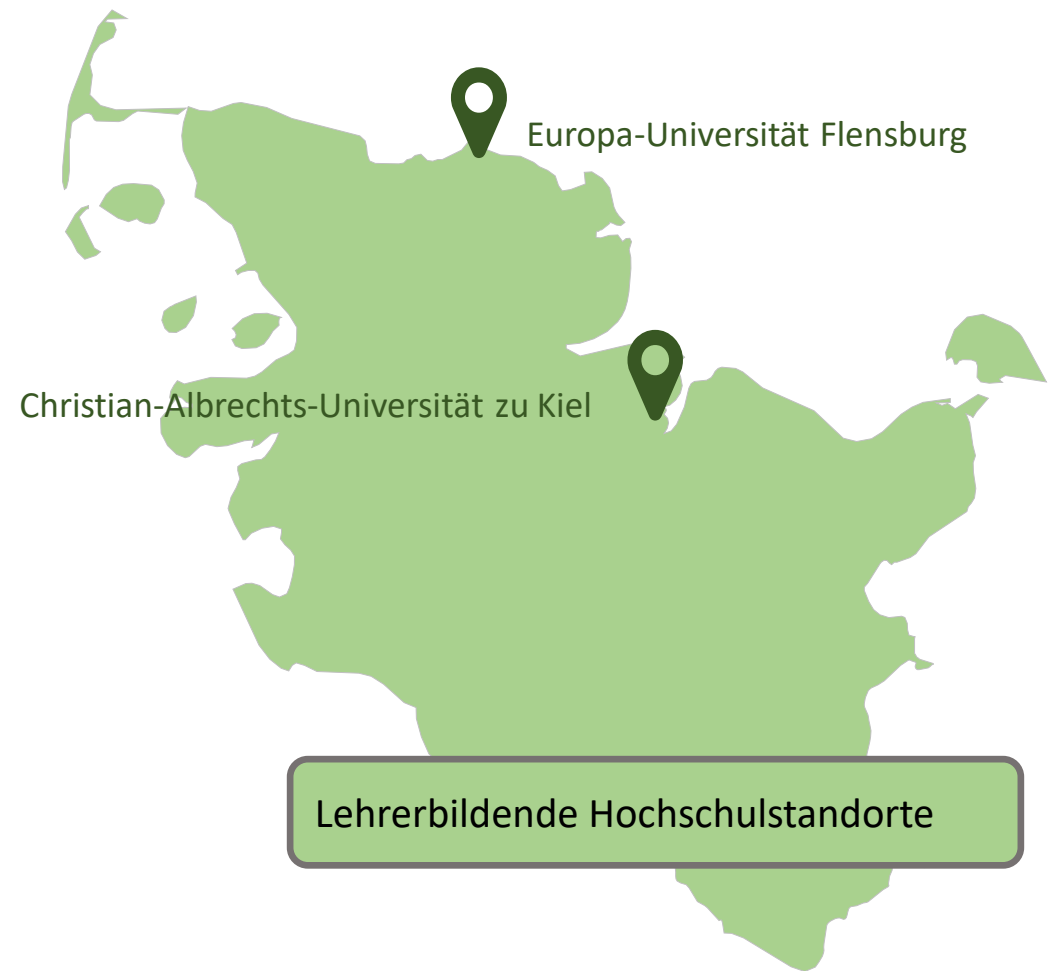 Europa-Universität Flensburg
Christian-Albrechts-Universität zu Kiel
Lehrerbildende Hochschulstandorte